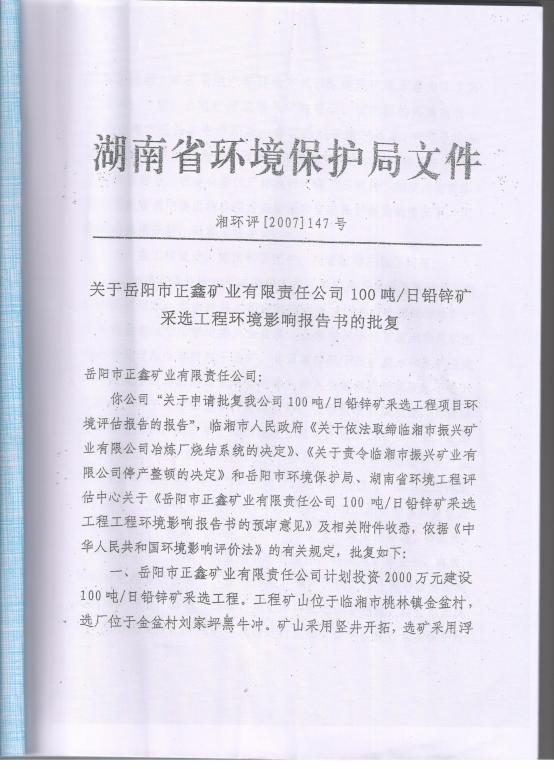 湖南省环境保护局文件
湘环评[2007]147号
关于岳阳市正鑫矿业有限责任公司100吨/日铅锌矿
采选工程环境影响报告书的批复
岳阳市正鑫矿业有限责任公司：
你公司“关于申请批复我公司100吨/日铅锌矿采选工程项目环
境评估报告的报告”，临湘市人民政府《关于依法取缔临湘市振兴矿
业有限公司冶炼厂烧结系统的决定》、《关于责令临湘市振兴矿业有
限公司停产整顿的决定》和岳阳市环境保护局、湖南省环境工程评
估中心关于《岳阳市正鑫矿业有限责任公司100吨/日铅锌矿采选
工程工程环境影响报告书的预审意见》及相关附件收悉，依据《中
华人民共和国环境影响评价法》的有关规定，批复如下：
一、岳阳市正鑫矿业有限责任公司计划投资2000万元建设
100吨/日铅锌矿采选工程。工程矿山位于临湘市桃林镇金盆村，
选厂位于金盆村刘家坪黑牛冲。矿山采用竖井开拓，选矿采用浮